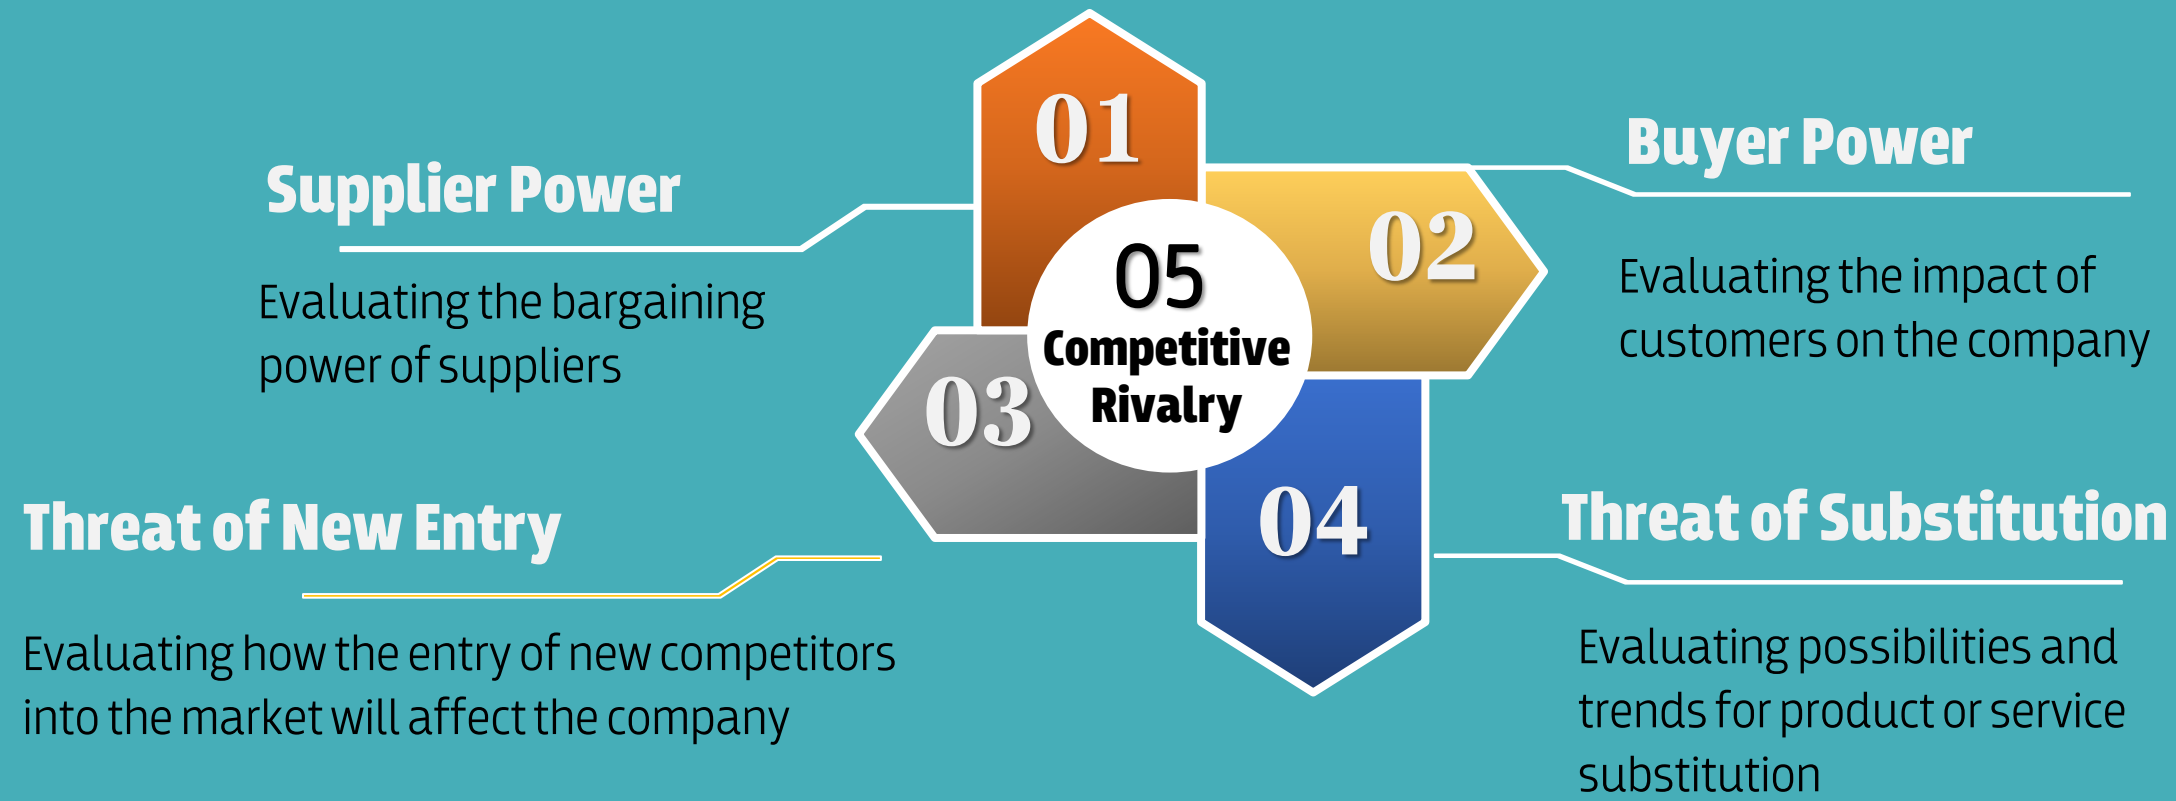 01
Supplier Power
Evaluating the bargaining
power of suppliers
02
Buyer Power
Evaluating the impact of
customers on the company
05
Competitive
Rivalry
03
Threat of New Entry
Evaluating how the entry of new competitors
into the market will affect the company
04
Threat of Substitution
Evaluating possibilities and
trends for product or service
substitution